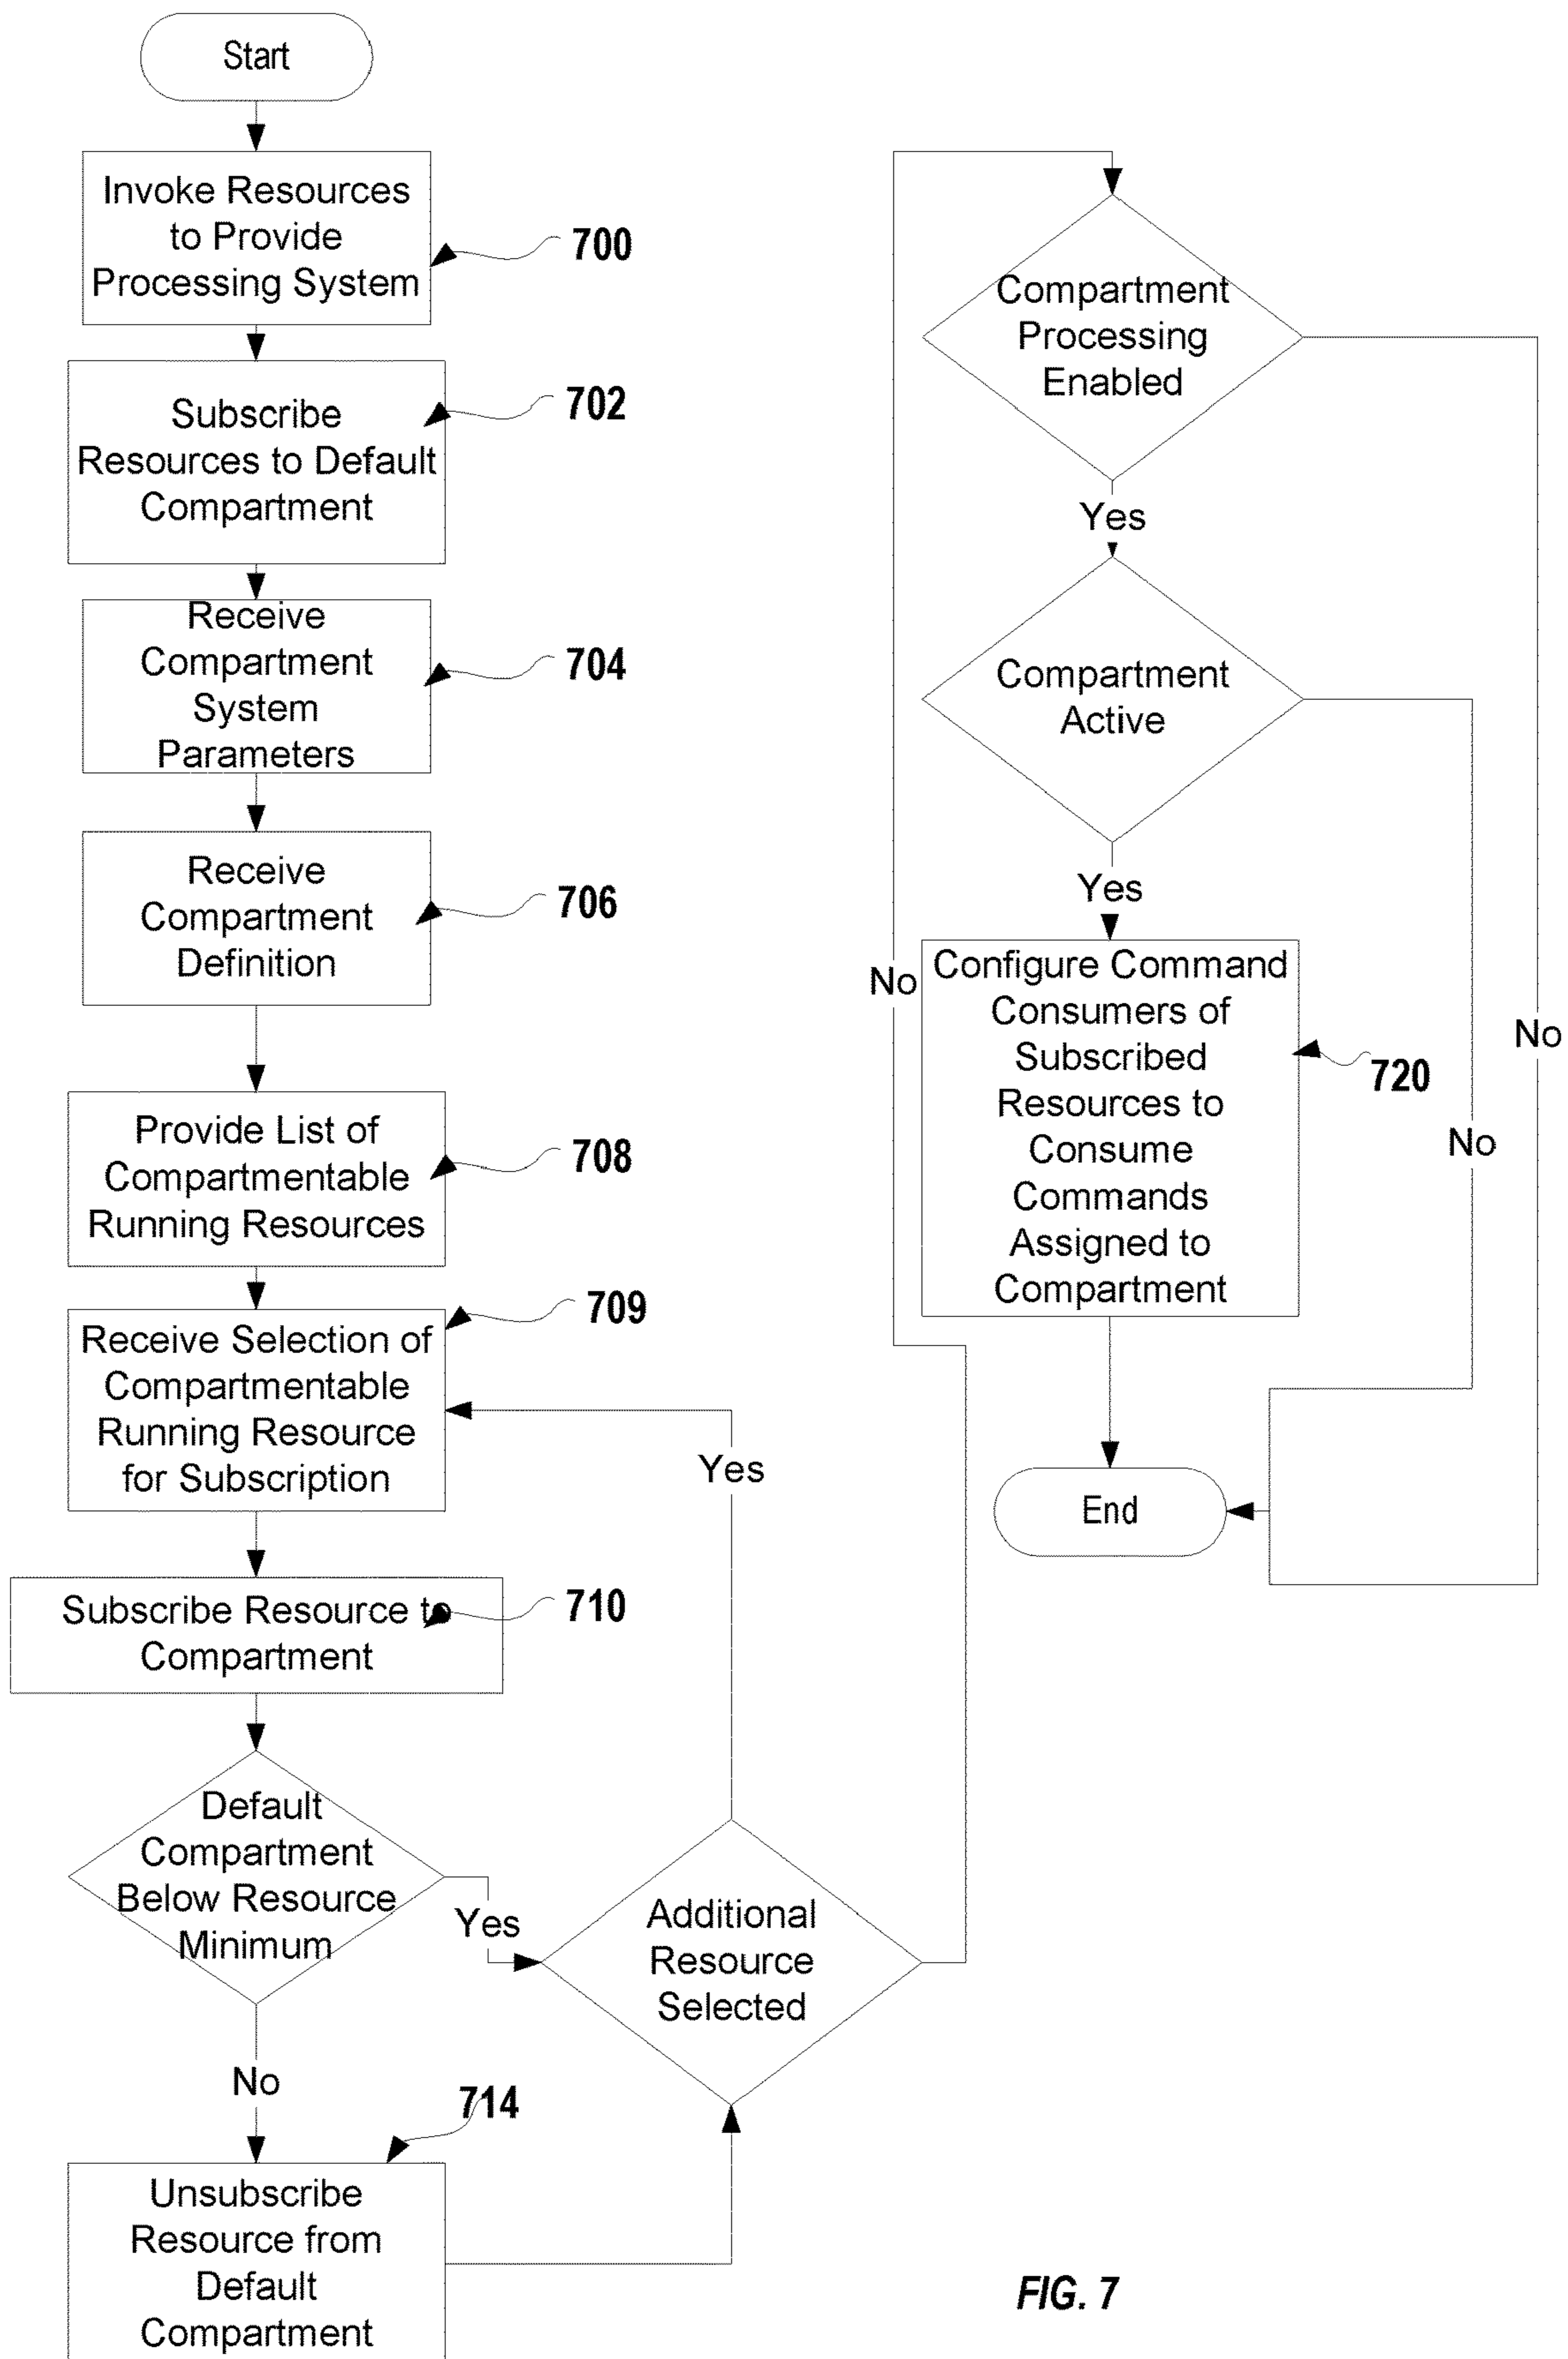 Start
Invoke Resources
to Provide
Processing System
700
Subscribe
Resources to Default
Compartment
702
Receive
Compartment
System
Parameters
704
Receive
Compartment
Definition
706
Provide List of
Compartmentable
Running Resources
708
Receive Selection of
Compartmentable
Running Resource
for Subscription
709
Subscribe Resource to
Compartment
710
Default
Compartment
Below Resource
Minimum
Yes
No
714
Unsubscribe
Resource from
Default
Compartment
Additional
Resource
Selected
Yes
No
Compartment
Processing
Enabled
Yes
No
Compartment
Active
Yes
No
Configure Command
Consumers of
Subscribed
Resources to
Consume
Commands
Assigned to
Compartment
720
End
FIG. 7